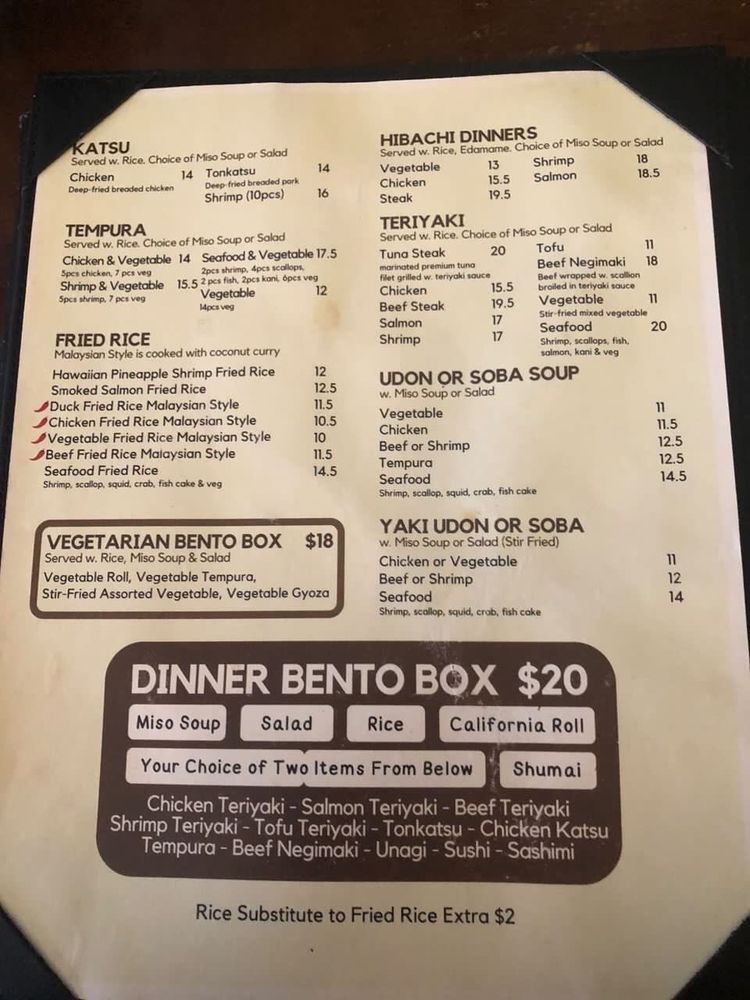 KATSU
Served w. Rice. Choice of Miso Soup or Salad
Chicken 14
Deep-fried breaded chicken
Tonkatsu 14
Deep-fried breaded pork
Shrimp (10pcs) 16
TEMPURA
Served w. Rice. Choice of Miso Soup or Salad
Chicken & Vegetable 14
5pcs chicken, 7 pcs veg
Shrimp & Vegetable 15.5
5pcs shrimp, 7 pcs veg
Seafood & Vegetable 17.5
2pcs shrimp, 4pcs scallops,
2 pcs fish, 2pcs kani, 6pcs veg
Vegetable 12
14pcs veg
FRIED RICE
Malaysian Style is cooked with coconut curry
Hawaiian Pineapple Shrimp Fried Rice 12
Smoked Salmon Fried Rice 12.5
Duck Fried Rice Malaysian Style 11.5
Chicken Fried Rice Malaysian Style 10.5
Vegetable Fried Rice Malaysian Style 10
Beef Fried Rice Malaysian Style 11.5
Seafood Fried Rice 14.5
Shrimp, scallop, squid, crab, fish cake & veg
VEGETARIAN BENTO BOX $18
Served w. Rice, Miso Soup & Salad
Vegetable Roll, Vegetable Tempura,
Stir-Fried Assorted Vegetable, Vegetable Gyoza
HIBACHI DINNERS
Served w. Rice, Edamame. Choice of Miso Soup or Salad
Vegetable 13
Chicken 15.5
Steak 19.5
Shrimp 18
Salmon 18.5
TERIYAKI
Served w. Rice. Choice of Miso Soup or Salad
Tuna Steak 20
marinated premium tuna
filet grilled w. teriyaki sauce
Chicken 15.5
Beef Steak 19.5
Salmon 17
Shrimp 17
Tofu 11
Beef Negimaki 18
Beef wrapped w. scallion
broiled in teriyaki sauce
Vegetable 11
Stir-fried mixed vegetable
Seafood 20
Shrimp, scallops, fish,
salmon, kani & veg
UDON OR SOBA SOUP
w. Miso Soup or Salad
Vegetable 11
Chicken 11.5
Beef or Shrimp 12.5
Tempura 12.5
Seafood 14.5
Shrimp, scallop, squid, crab, fish cake
YAKI UDON OR SOBA
w. Miso Soup or Salad (Stir Fried)
Chicken or Vegetable 11
Beef or Shrimp 12
Seafood 14
Shrimp, scallop, squid, crab, fish cake
DINNER BENTO BOX $20
Miso Soup Salad Rice California Roll
Your Choice of Two Items From Below Shumai
Chicken Teriyaki - Salmon Teriyaki - Beef Teriyaki
Shrimp Teriyaki - Tofu Teriyaki - Tonkatsu - Chicken Katsu
Tempura - Beef Negimaki - Unagi - Sushi - Sashimi
Rice Substitute to Fried Rice Extra $2